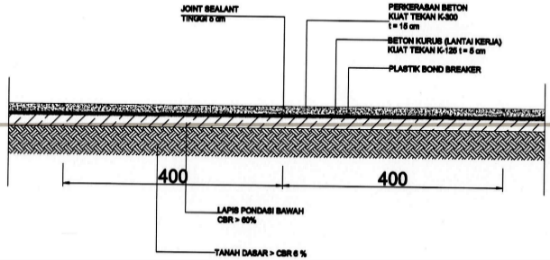 JOINT SEALANT
TINGGI 5 cm
PERKERASAN BETON
KUAT TEKAN K-300
t = 15 cm
BETON KURUS (LANTAI KERJA)
KUAT TEKAN K-125 t = 5 cm
PLASTIK BOND BREAKER
400
400
LAPIS PONDASI BAWAH
CBR > 60%
TANAH DASAR > CBR 6 %